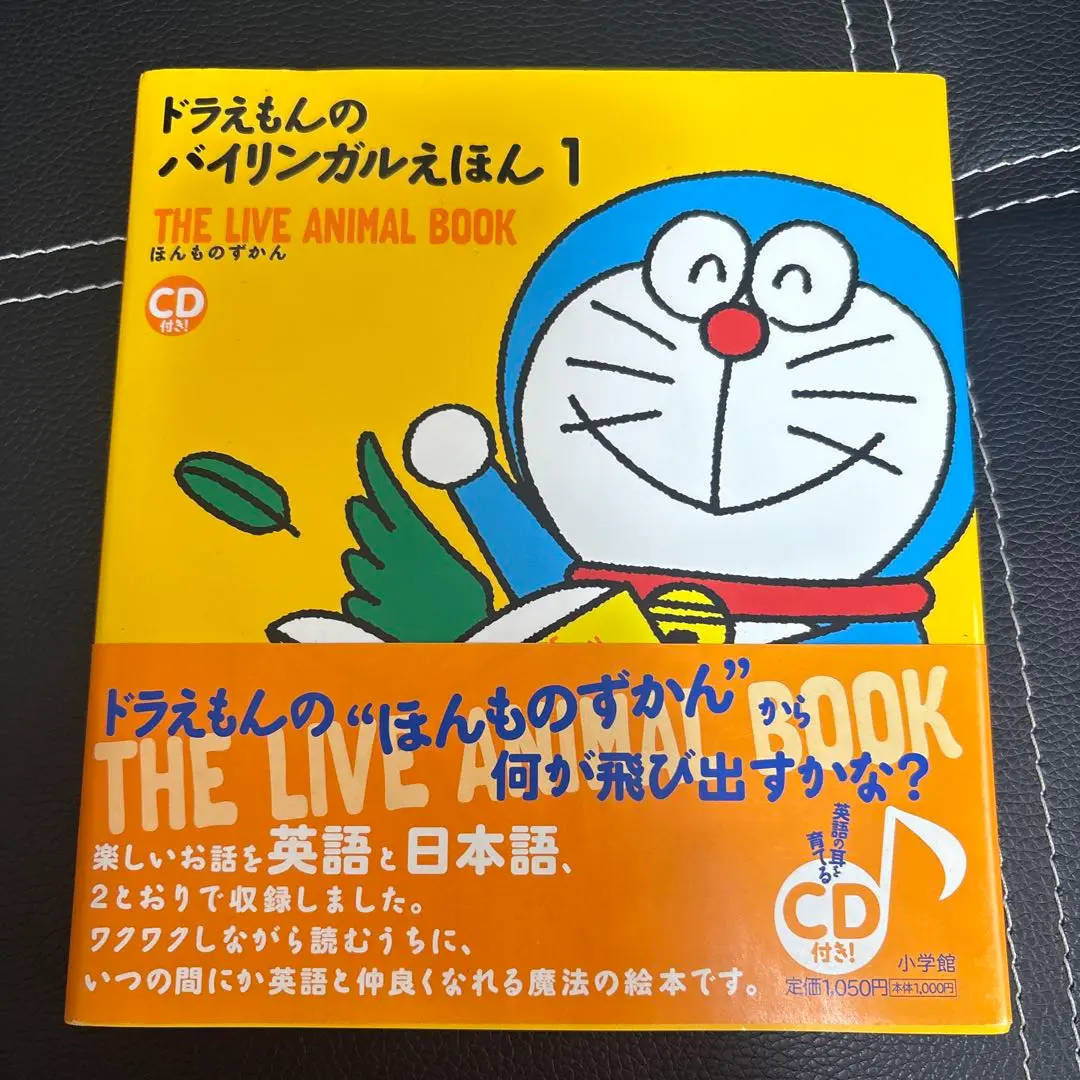 ドラえもんの
バイリンガルえほん1
THE LIVE ANIMAL BOOK
ほんものずかん
CD
付き!
ドラえもんの“ほんものずかん”から
何が飛び出すかな?
THE LIVE ANIMAL BOOK
楽しいお話を英語と日本語、
2とおりで収録しました。
ワクワクしながら読むうちに、
いつの間にか英語と仲良くなれる魔法の絵本です。
英語の耳を
育てる
CD
付き!
小学館
定価1,050円 本体1,000円